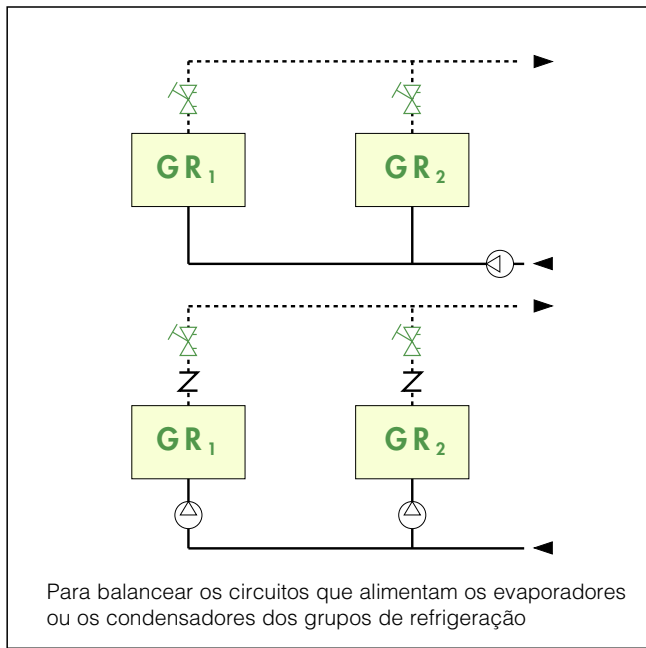 GR₁ GR₂
GR₁ GR₂
Para balancear os circuitos que alimentam os evaporadores
ou os condensadores dos grupos de refrigeração